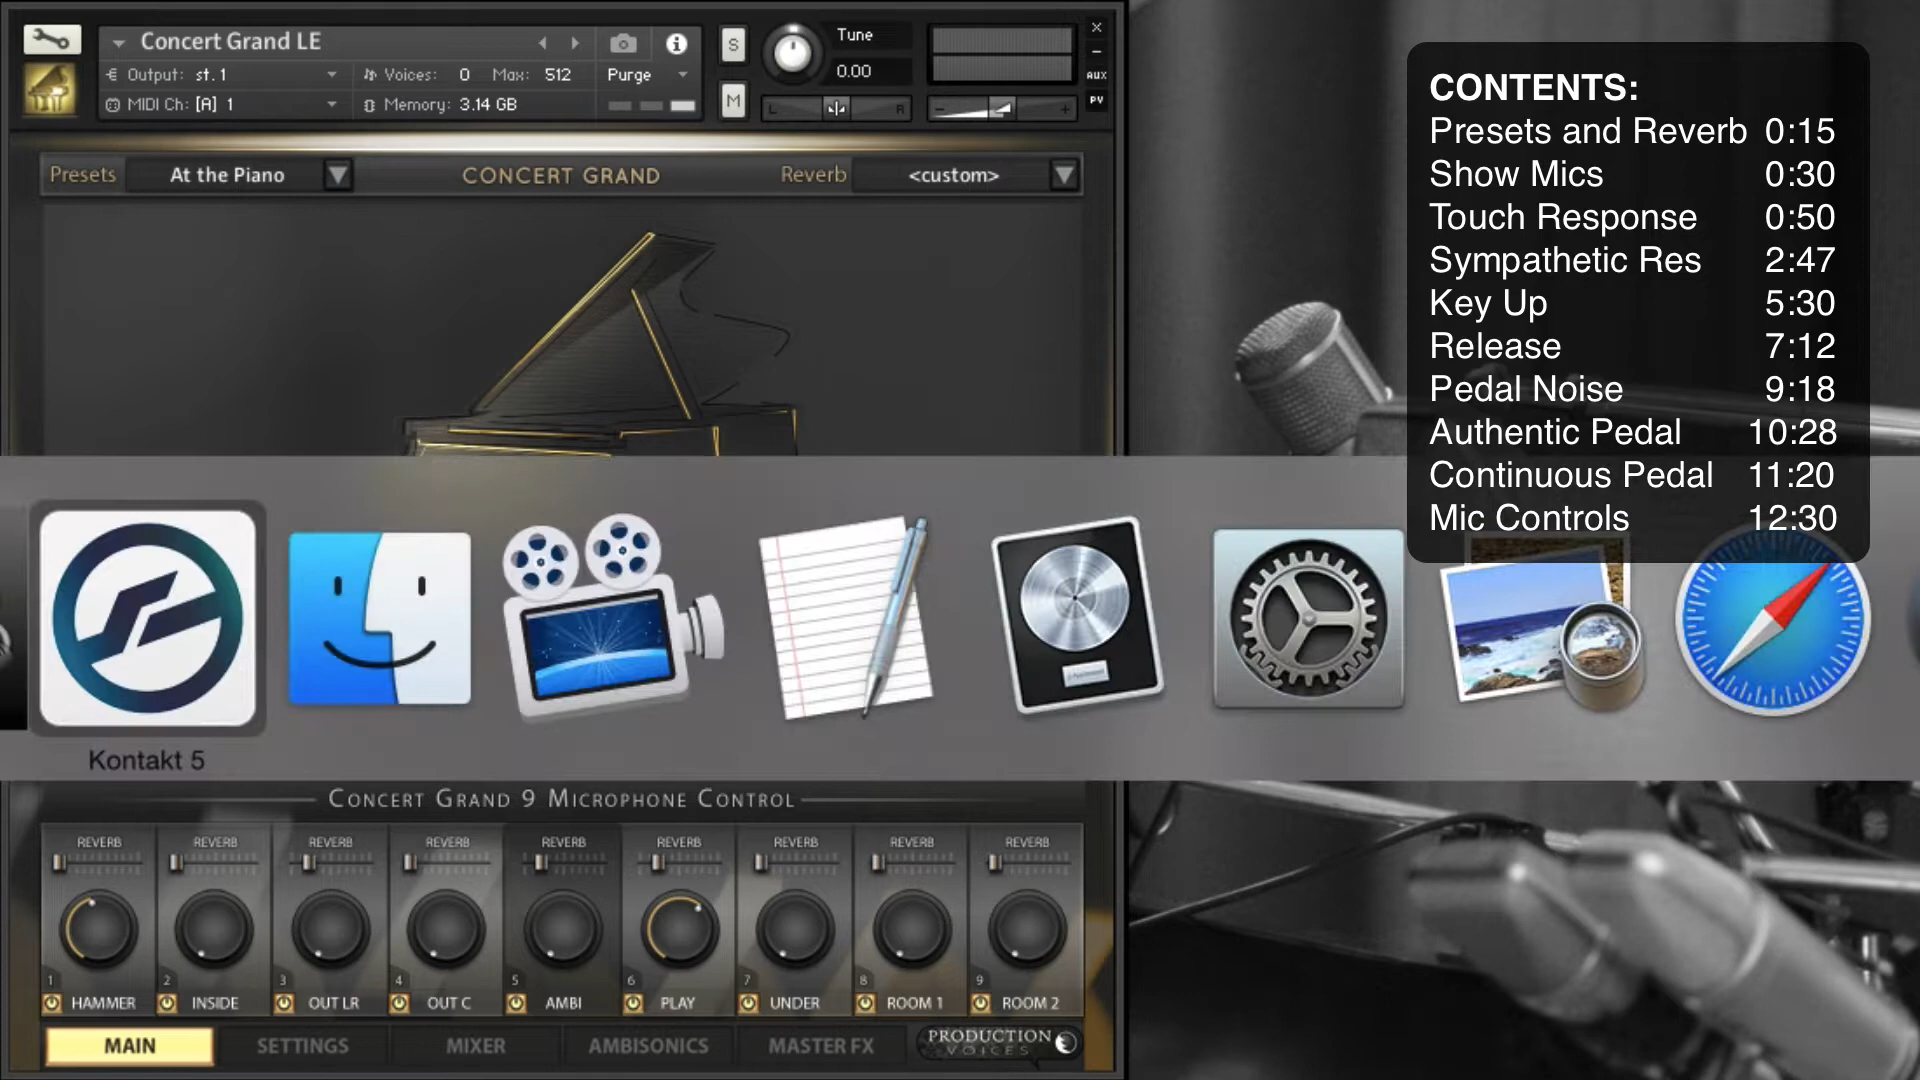 Concert Grand LE
Output: st. 1
Voices: 0 Max: 512
Purge
MIDI Ch: [A] 1
Memory: 3.14 GB
S
M
Tune
0.00
L R
- +
AUX
PV
Presets At the Piano
CONCERT GRAND
Reverb <custom>
CONTENTS:
Presets and Reverb 0:15
Show Mics 0:30
Touch Response 0:50
Sympathetic Res 2:47
Key Up 5:30
Release 7:12
Pedal Noise 9:18
Authentic Pedal 10:28
Continuous Pedal 11:20
Mic Controls 12:30
Kontakt 5
CONCERT GRAND 9 MICROPHONE CONTROL
REVERB REVERB REVERB REVERB REVERB REVERB REVERB REVERB REVERB
1 2 3 4 5 6 7 8 9
HAMMER INSIDE OUT LR OUT C AMBI PLAY UNDER ROOM 1 ROOM 2
MAIN SETTINGS MIXER AMBISONICS MASTER FX
PRODUCTION
VOICES